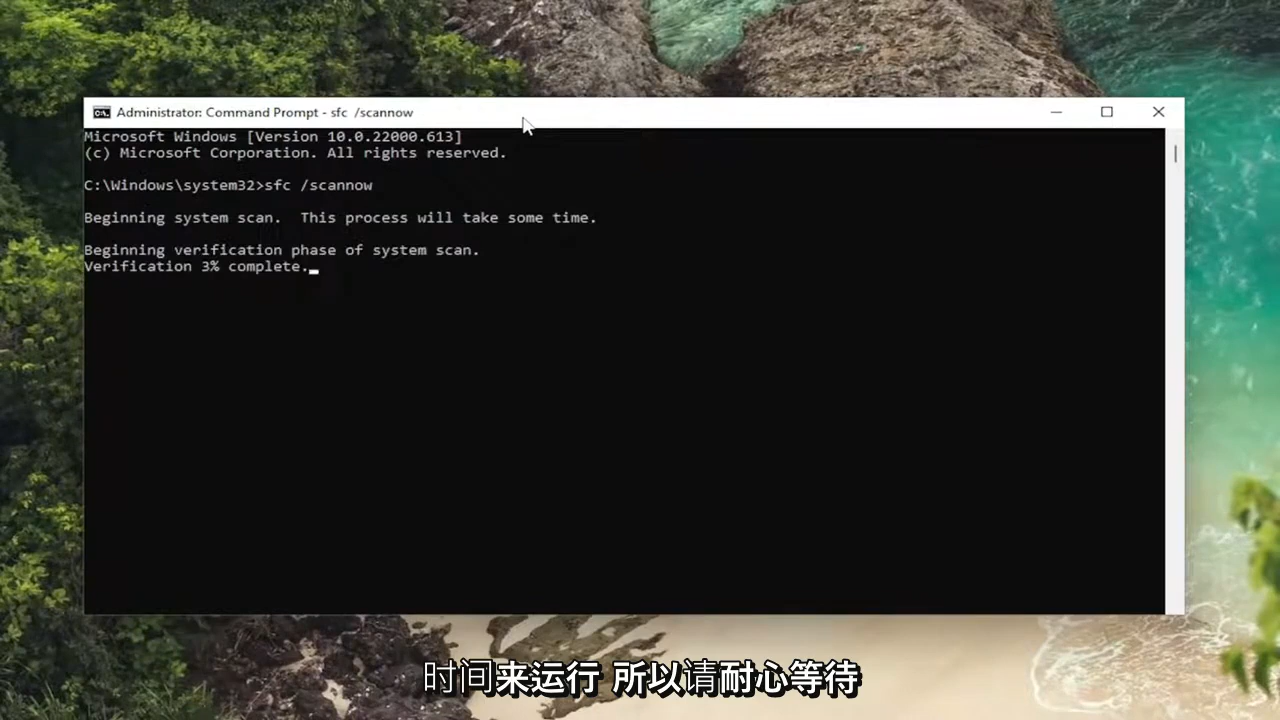 Administrator: Command Prompt - sfc  /scannow
Microsoft Windows [Version 10.0.22000.613]
(c) Microsoft Corporation. All rights reserved.
C:\Windows\system32>sfc /scannow
Beginning system scan.  This process will take some time.
Beginning verification phase of system scan.
Verification 3% complete.
时间来运行 所以请耐心等待